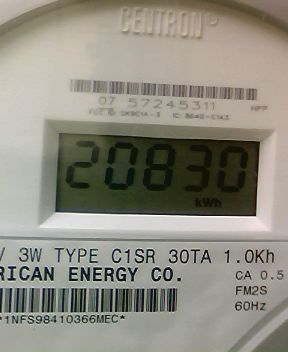 CENTRON®
07 57245311
20830
kWh
V 3W TYPE C1SR 30TA 1.0Kh
RICAN ENERGY CO.
CA 0.5
FM2S
60Hz
*1NFS98410366MEC*